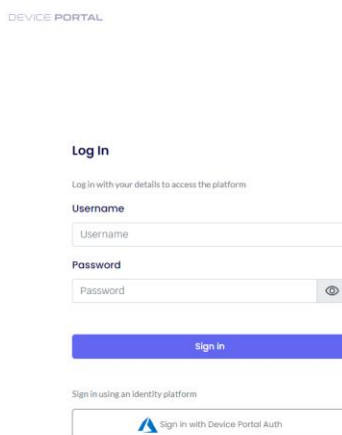 DEVICE PORTAL
Log In
Log in with your details to access the platform
Username
Username
Password
Password
Sign in
Sign in using an identity platform
Sign in with Device Portal Auth